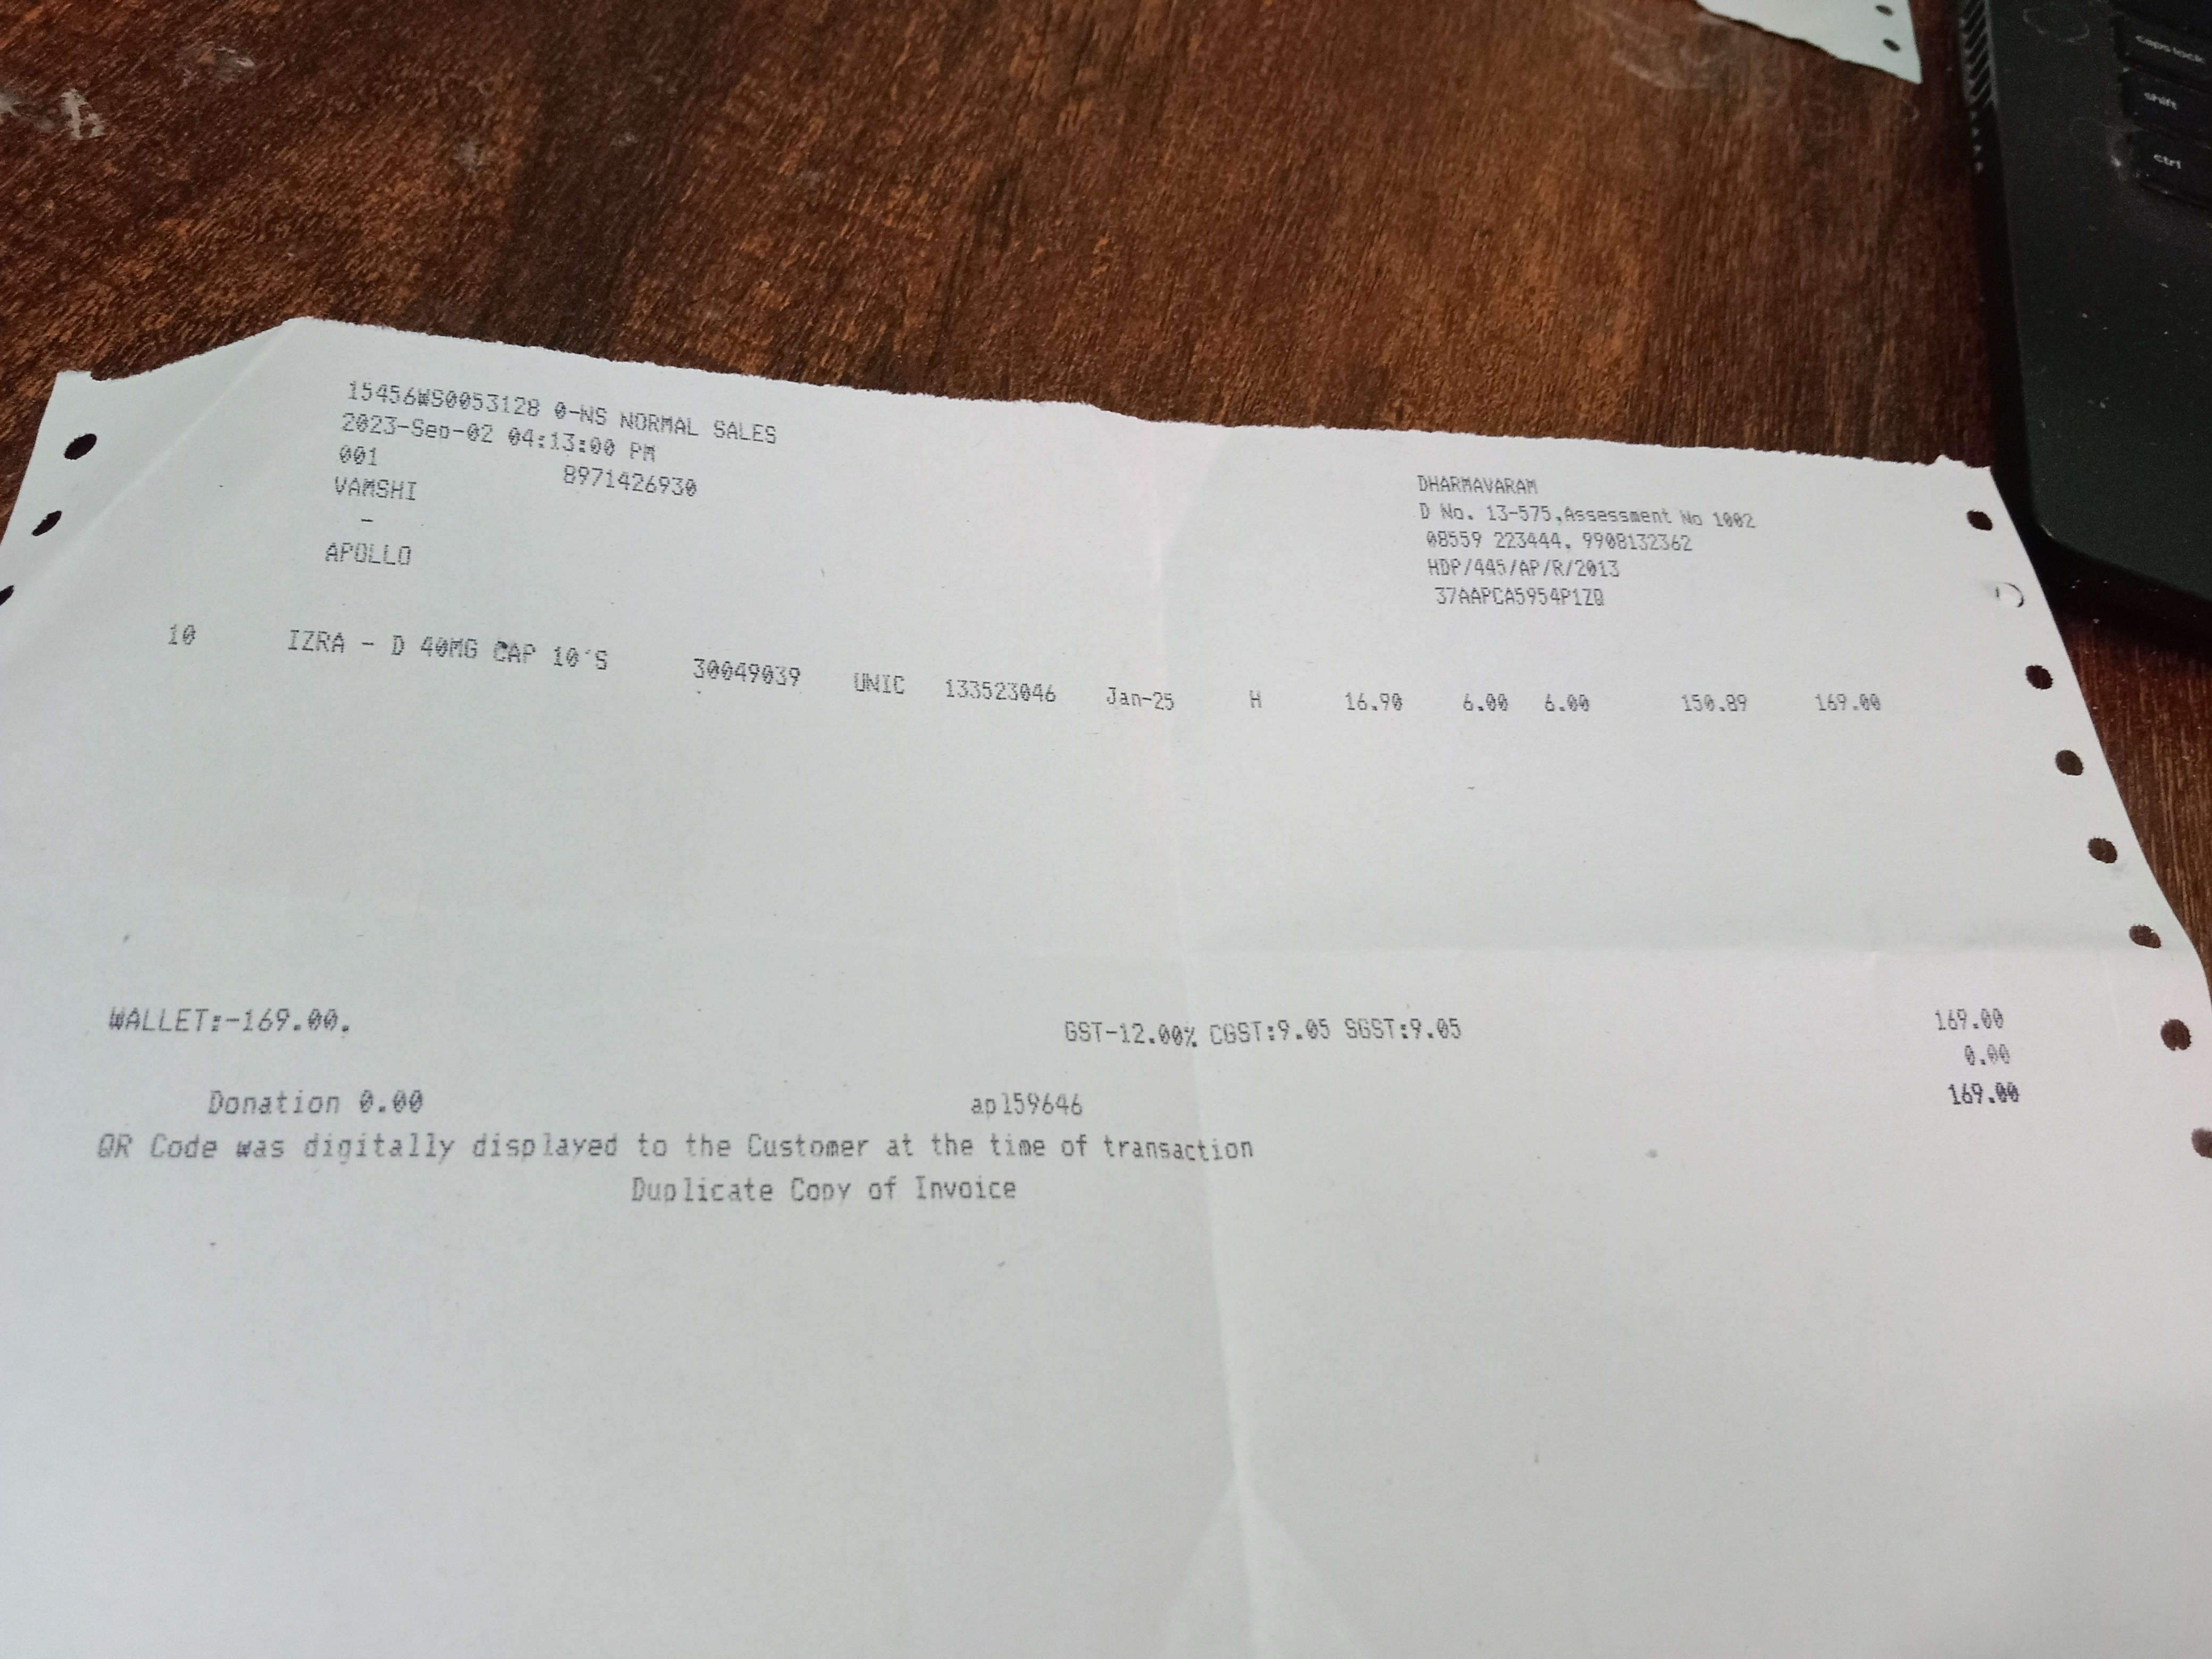 caps lock
shift
ctrl
15456WS0053128 0-NS NORMAL SALES
2023-Sep-02 04:13:00 PM
001
VAMSHI 8971426930
-
APOLLO
DHARMAVARAM
D No. 13-575,Assessment No 1002
08559 223444, 9908132362
HDP/445/AP/R/2013
37AAPCA5954P1ZQ
10 IZRA - D 40MG CAP 10'S 30049039 UNIC 133523046 Jan-25 H 16.90 6.00 6.00 150.89 169.00
WALLET:-169.00. GST-12.00% CGST:9.05 SGST:9.05 169.00
0.00
Donation 0.00 apl59646 169.00
QR Code was digitally displayed to the Customer at the time of transaction
Duplicate Copy of Invoice